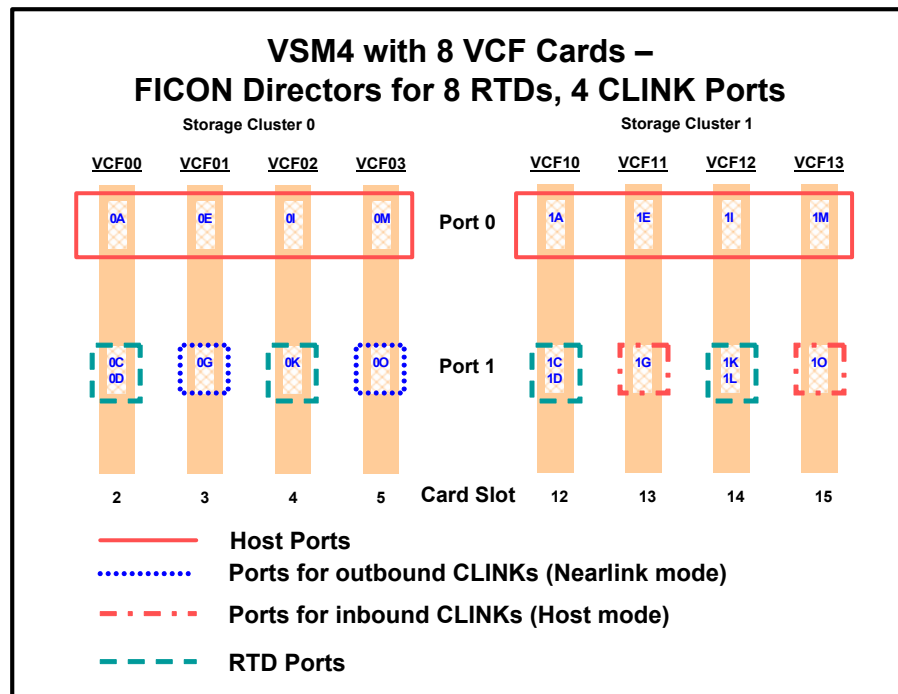 VSM4 with 8 VCF Cards –
FICON Directors for 8 RTDs, 4 CLINK Ports
Storage Cluster 0
Storage Cluster 1
VCF00 VCF01 VCF02 VCF03 VCF10 VCF11 VCF12 VCF13
0A 0E 0I 0M Port 0 1A 1E 1I 1M
0C 0G 0K 0O Port 1 1C 1G 1K 1O
0D 1D 1L
2 3 4 5 Card Slot 12 13 14 15
Host Ports
Ports for outbound CLINKs (Nearlink mode)
Ports for inbound CLINKs (Host mode)
RTD Ports